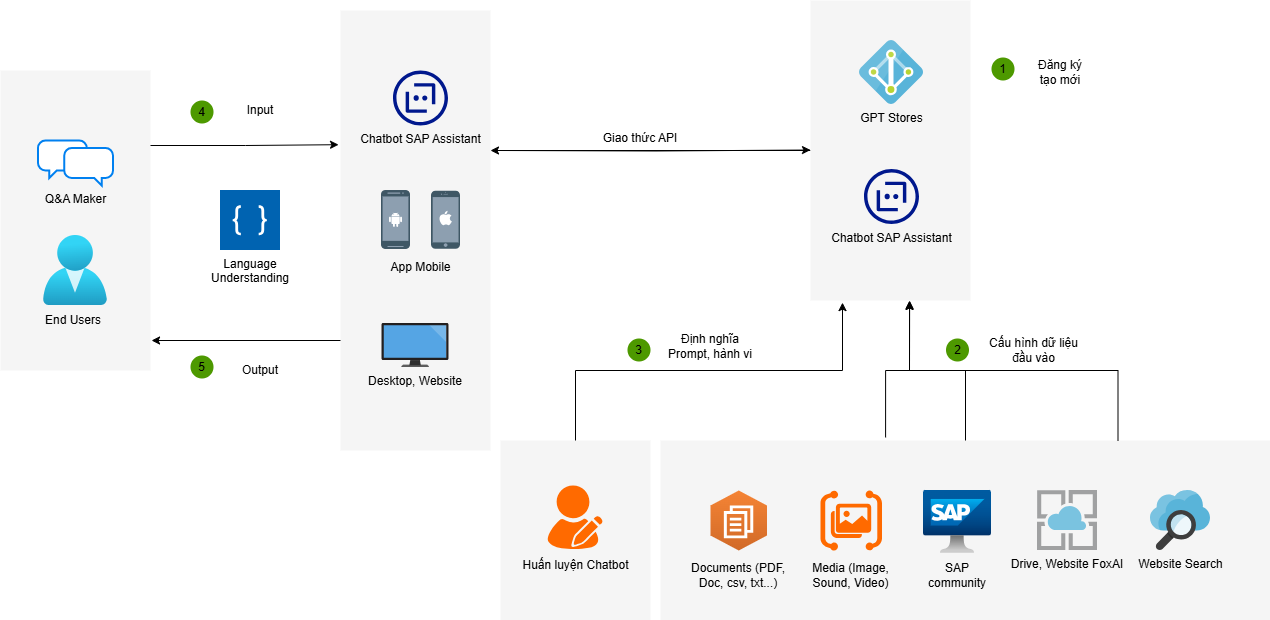 1
Đăng ký
tạo mới
GPT Stores
4
Input
Chatbot SAP Assistant
Giao thức API
Q&A Maker
Chatbot SAP Assistant
{ }
Language
Understanding
App Mobile
End Users
5
Output
Desktop, Website
3
Định nghĩa
Prompt, hành vi
2
Cấu hình dữ liệu
đầu vào
Huấn luyện Chatbot
Documents (PDF,
Doc, csv, txt...)
Media (Image,
Sound, Video)
SAP
SAP
community
Drive, Website FoxAI
Website Search